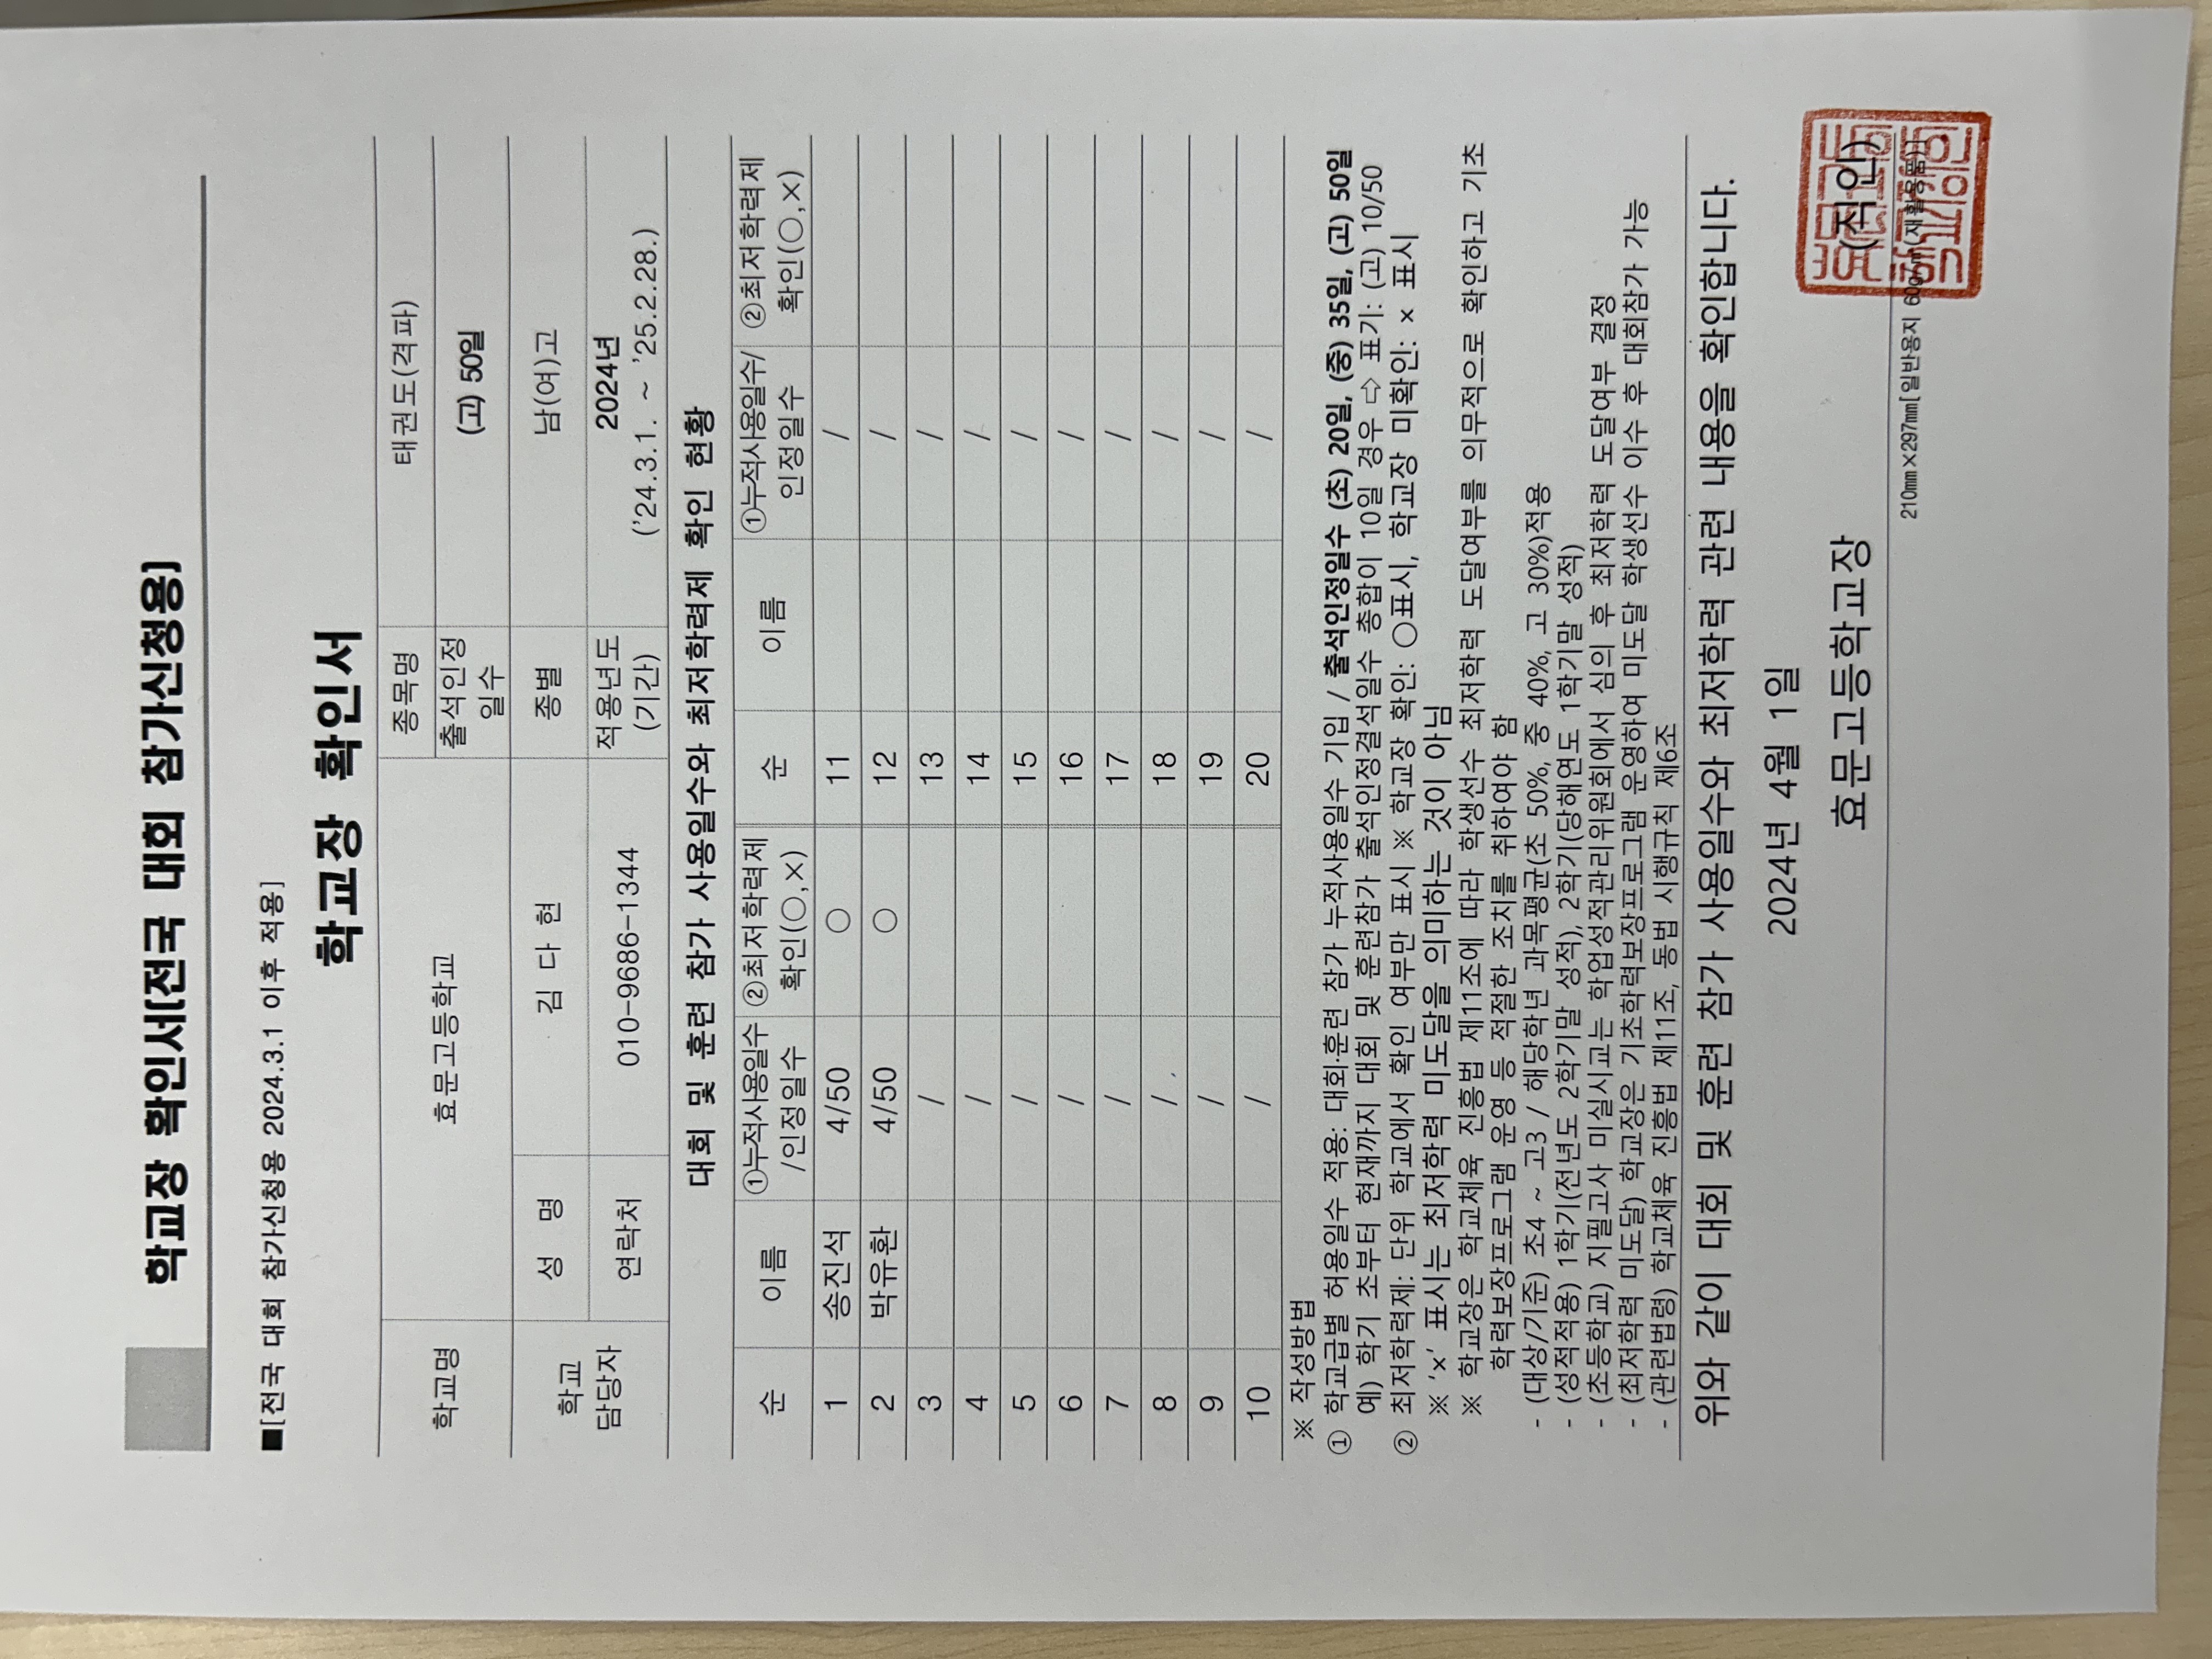 학교장 확인서(전국 대회 참가신청용)
■[전국 대회 참가신청용 2024.3.1 이후 적용]
학교장 확인서
학교명 효문고등학교 종목명 태권도(격파)
출석인정일수 (고) 50일
학교 담당자 성 명 김 다 현 종별 남(여)고
연락처 010-9686-1344 적용년도(기간) 2024년 ('24.3.1. ~ '25.2.28.)
대회 및 훈련 참가 사용일수와 최저학력제 확인 현황
순 이름 ①누적사용일수/인정일수 ②최저학력제 확인(○,×) 순 이름 ①누적사용일수/인정일수 ②최저학력제 확인(○,×)
1 송진석 4/50 ○ 11 /
2 박유환 4/50 ○ 12 /
3 / 13 /
4 / 14 /
5 / 15 /
6 / 16 /
7 / 17 /
8 / 18 /
9 / 19 /
10 / 20 /
※ 작성방법
① 학교급별 허용일수 적용: 대회·훈련 참가 누적사용일수 기입 / 출석인정일수 (초) 20일, (중) 35일, (고) 50일
예) 학기 초부터 현재까지 대회 및 훈련참가 출석인정결석일수 총합이 10일 경우 ⇨ 표기: (고) 10/50
② 최저학력제: 단위 학교에서 확인 여부만 표시 ※ 학교장 확인: ○표시, 학교장 미확인: × 표시
※ '×' 표시는 최저학력 미도달을 의미하는 것이 아님
※ 학교장은 학교체육 진흥법 제11조에 따라 학생선수 최저학력 도달여부를 의무적으로 확인하고 기초
학력보장프로그램 운영 등 적절한 조치를 취하여야 함
- (대상/기준) 초4 ~ 고3 / 해당학년 과목평균(초 50%, 중 40%, 고 30%)적용
- (성적적용) 1학기(전년도 2학기말 성적), 2학기(당해연도 1학기말 성적)
- (초등학교) 지필고사 미실시교는 학업성적관리위원회에서 심의 후 최저학력 도달여부 결정
- (최저학력 미도달) 학교장은 기초학력보장프로그램 운영하여 미도달 학생선수 이수 후 대회참가 가능
- (관련법령) 학교체육 진흥법 제11조, 동법 시행규칙 제6조
위와 같이 대회 및 훈련 참가 사용일수와 최저학력 관련 내용을 확인합니다.
2024년 4월 1일
효문고등학교장 (직인)
210mm×297mm[일반용지 60g/㎡(재활용품)]